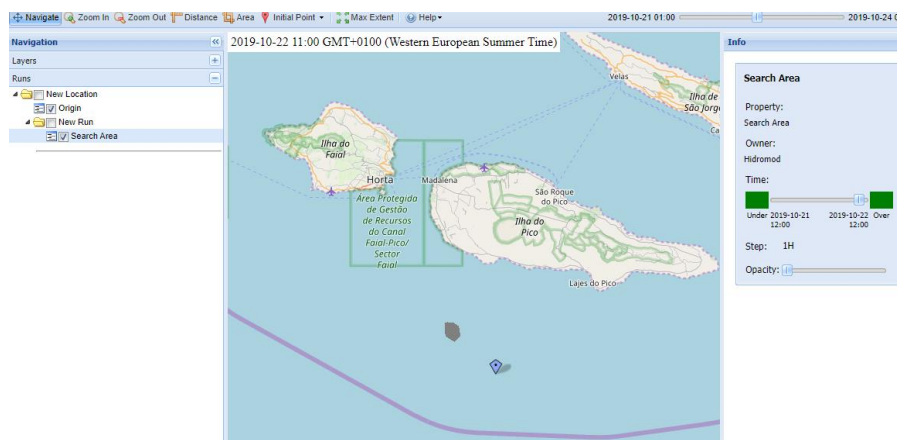 Navigate Zoom In Zoom Out Distance Area Initial Point Max Extent Help 2019-10-21 01:00 2019-10-24 0
Navigation
Layers
Runs
New Location
Origin
New Run
Search Area
2019-10-22 11:00 GMT+0100 (Western European Summer Time)
Velas
Ilha de
São Jorge
Ca
Ilha do
Faial
Horta
Madalena
Área Protegida
de Gestão
de Recursos
do Canal
Faial-Pico/
Sector
Faial
São Roque
do Pico
Ilha do
Pico
Lajes do Pico
Info
Search Area
Property:
Search Area
Owner:
Hidromod
Time:
Under 2019-10-21 2019-10-22 Over
12:00 12:00
Step: 1H
Opacity: